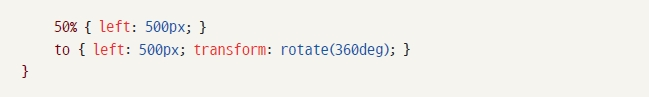 50% { left: 500px; }
to { left: 500px; transform: rotate(360deg); }
}